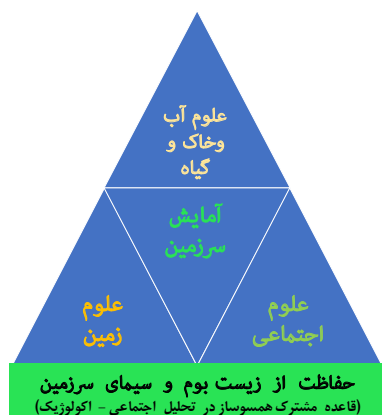 علوم آب
وخاک و
گیاه
آمایش
سرزمین
علوم
زمین
علوم
اجتماعی
حفاظت از زیست بوم و سیمای سرزمین
(قاعده مشترک همسوساز در تحلیل اجتماعی - اکولوژیک)